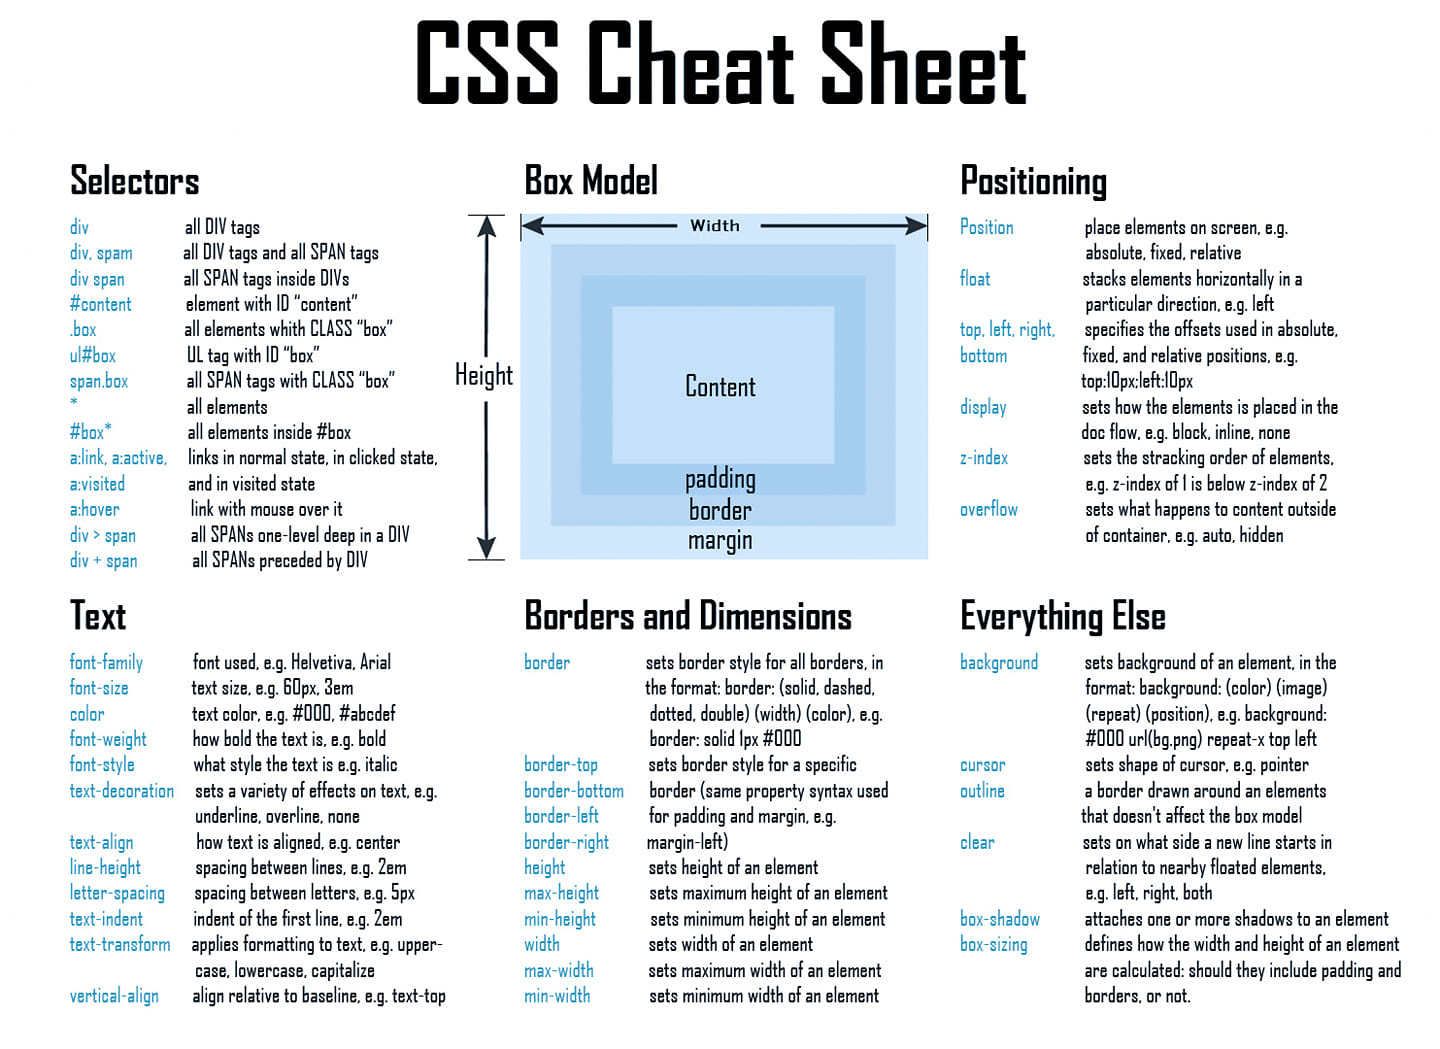 CSS Cheat Sheet
Selectors
div all DIV tags
div, spam all DIV tags and all SPAN tags
div span all SPAN tags inside DIVs
#content element with ID “content”
.box all elements whith CLASS “box”
ul#box UL tag with ID “box”
span.box all SPAN tags with CLASS “box”
* all elements
#box* all elements inside #box
a:link, a:active, links in normal state, in clicked state,
a:visited and in visited state
a:hover link with mouse over it
div > span all SPANs one-level deep in a DIV
div + span all SPANs preceded by DIV
Box Model
Width
Height
Content
padding
border
margin
Positioning
Position place elements on screen, e.g.
absolute, fixed, relative
float stacks elements horizontally in a
particular direction, e.g. left
top, left, right, specifies the offsets used in absolute,
bottom fixed, and relative positions, e.g.
top:10px;left:10px
display sets how the elements is placed in the
doc flow, e.g. block, inline, none
z-index sets the stracking order of elements,
e.g. z-index of 1 is below z-index of 2
overflow sets what happens to content outside
of container, e.g. auto, hidden
Text
font-family font used, e.g. Helvetiva, Arial
font-size text size, e.g. 60px, 3em
color text color, e.g. #000, #abcdef
font-weight how bold the text is, e.g. bold
font-style what style the text is e.g. italic
text-decoration sets a variety of effects on text, e.g.
underline, overline, none
text-align how text is aligned, e.g. center
line-height spacing between lines, e.g. 2em
letter-spacing spacing between letters, e.g. 5px
text-indent indent of the first line, e.g. 2em
text-transform applies formatting to text, e.g. upper-
case, lowercase, capitalize
vertical-align align relative to baseline, e.g. text-top
Borders and Dimensions
border sets border style for all borders, in
the format: border: (solid, dashed,
dotted, double) (width) (color), e.g.
border: solid 1px #000
border-top sets border style for a specific
border-bottom border (same property syntax used
border-left for padding and margin, e.g.
border-right margin-left)
height sets height of an element
max-height sets maximum height of an element
min-height sets minimum height of an element
width sets width of an element
max-width sets maximum width of an element
min-width sets minimum width of an element
Everything Else
background sets background of an element, in the
format: background: (color) (image)
(repeat) (position), e.g. background:
#000 url(bg.png) repeat-x top left
cursor sets shape of cursor, e.g. pointer
outline a border drawn around an elements
that doesn't affect the box model
clear sets on what side a new line starts in
relation to nearby floated elements,
e.g. left, right, both
box-shadow attaches one or more shadows to an element
box-sizing defines how the width and height of an element
are calculated: should they include padding and
borders, or not.